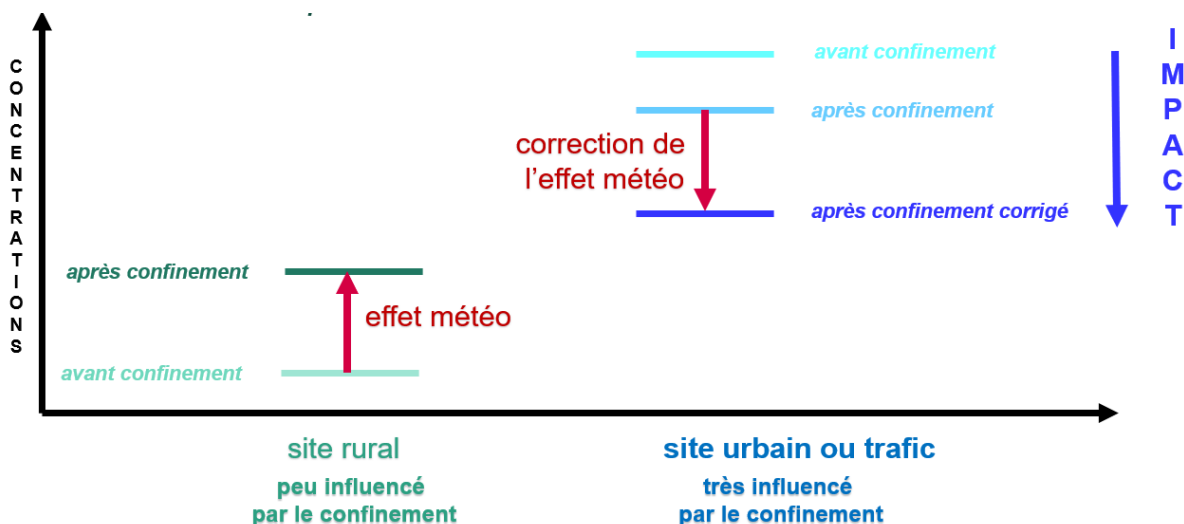 CONCENTRATIONS
avant confinement
après confinement
correction de
l'effet météo
après confinement corrigé
IMPACT
après confinement
effet météo
avant confinement
site rural
peu influencé
par le confinement
site urbain ou trafic
très influencé
par le confinement